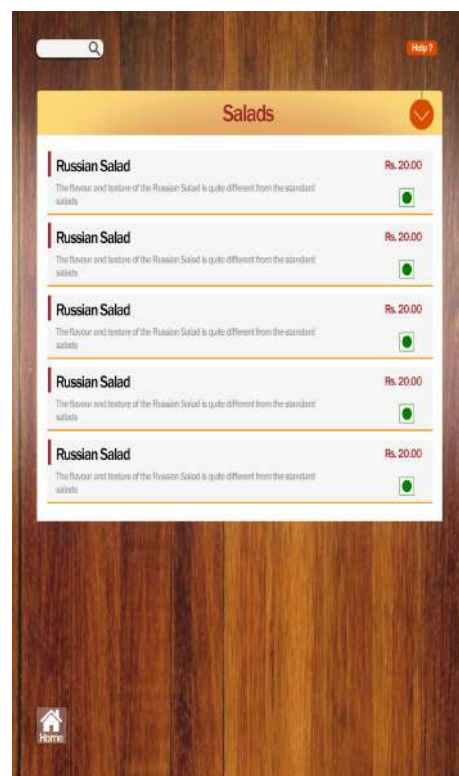 Help ?
Salads
Russian Salad
Rs. 20.00
The flavour and texture of the Russian Salad is quite different from the standard
salads
Russian Salad
Rs. 20.00
The flavour and texture of the Russian Salad is quite different from the standard
salads
Russian Salad
Rs. 20.00
The flavour and texture of the Russian Salad is quite different from the standard
salads
Russian Salad
Rs. 20.00
The flavour and texture of the Russian Salad is quite different from the standard
salads
Russian Salad
Rs. 20.00
The flavour and texture of the Russian Salad is quite different from the standard
salads
Home